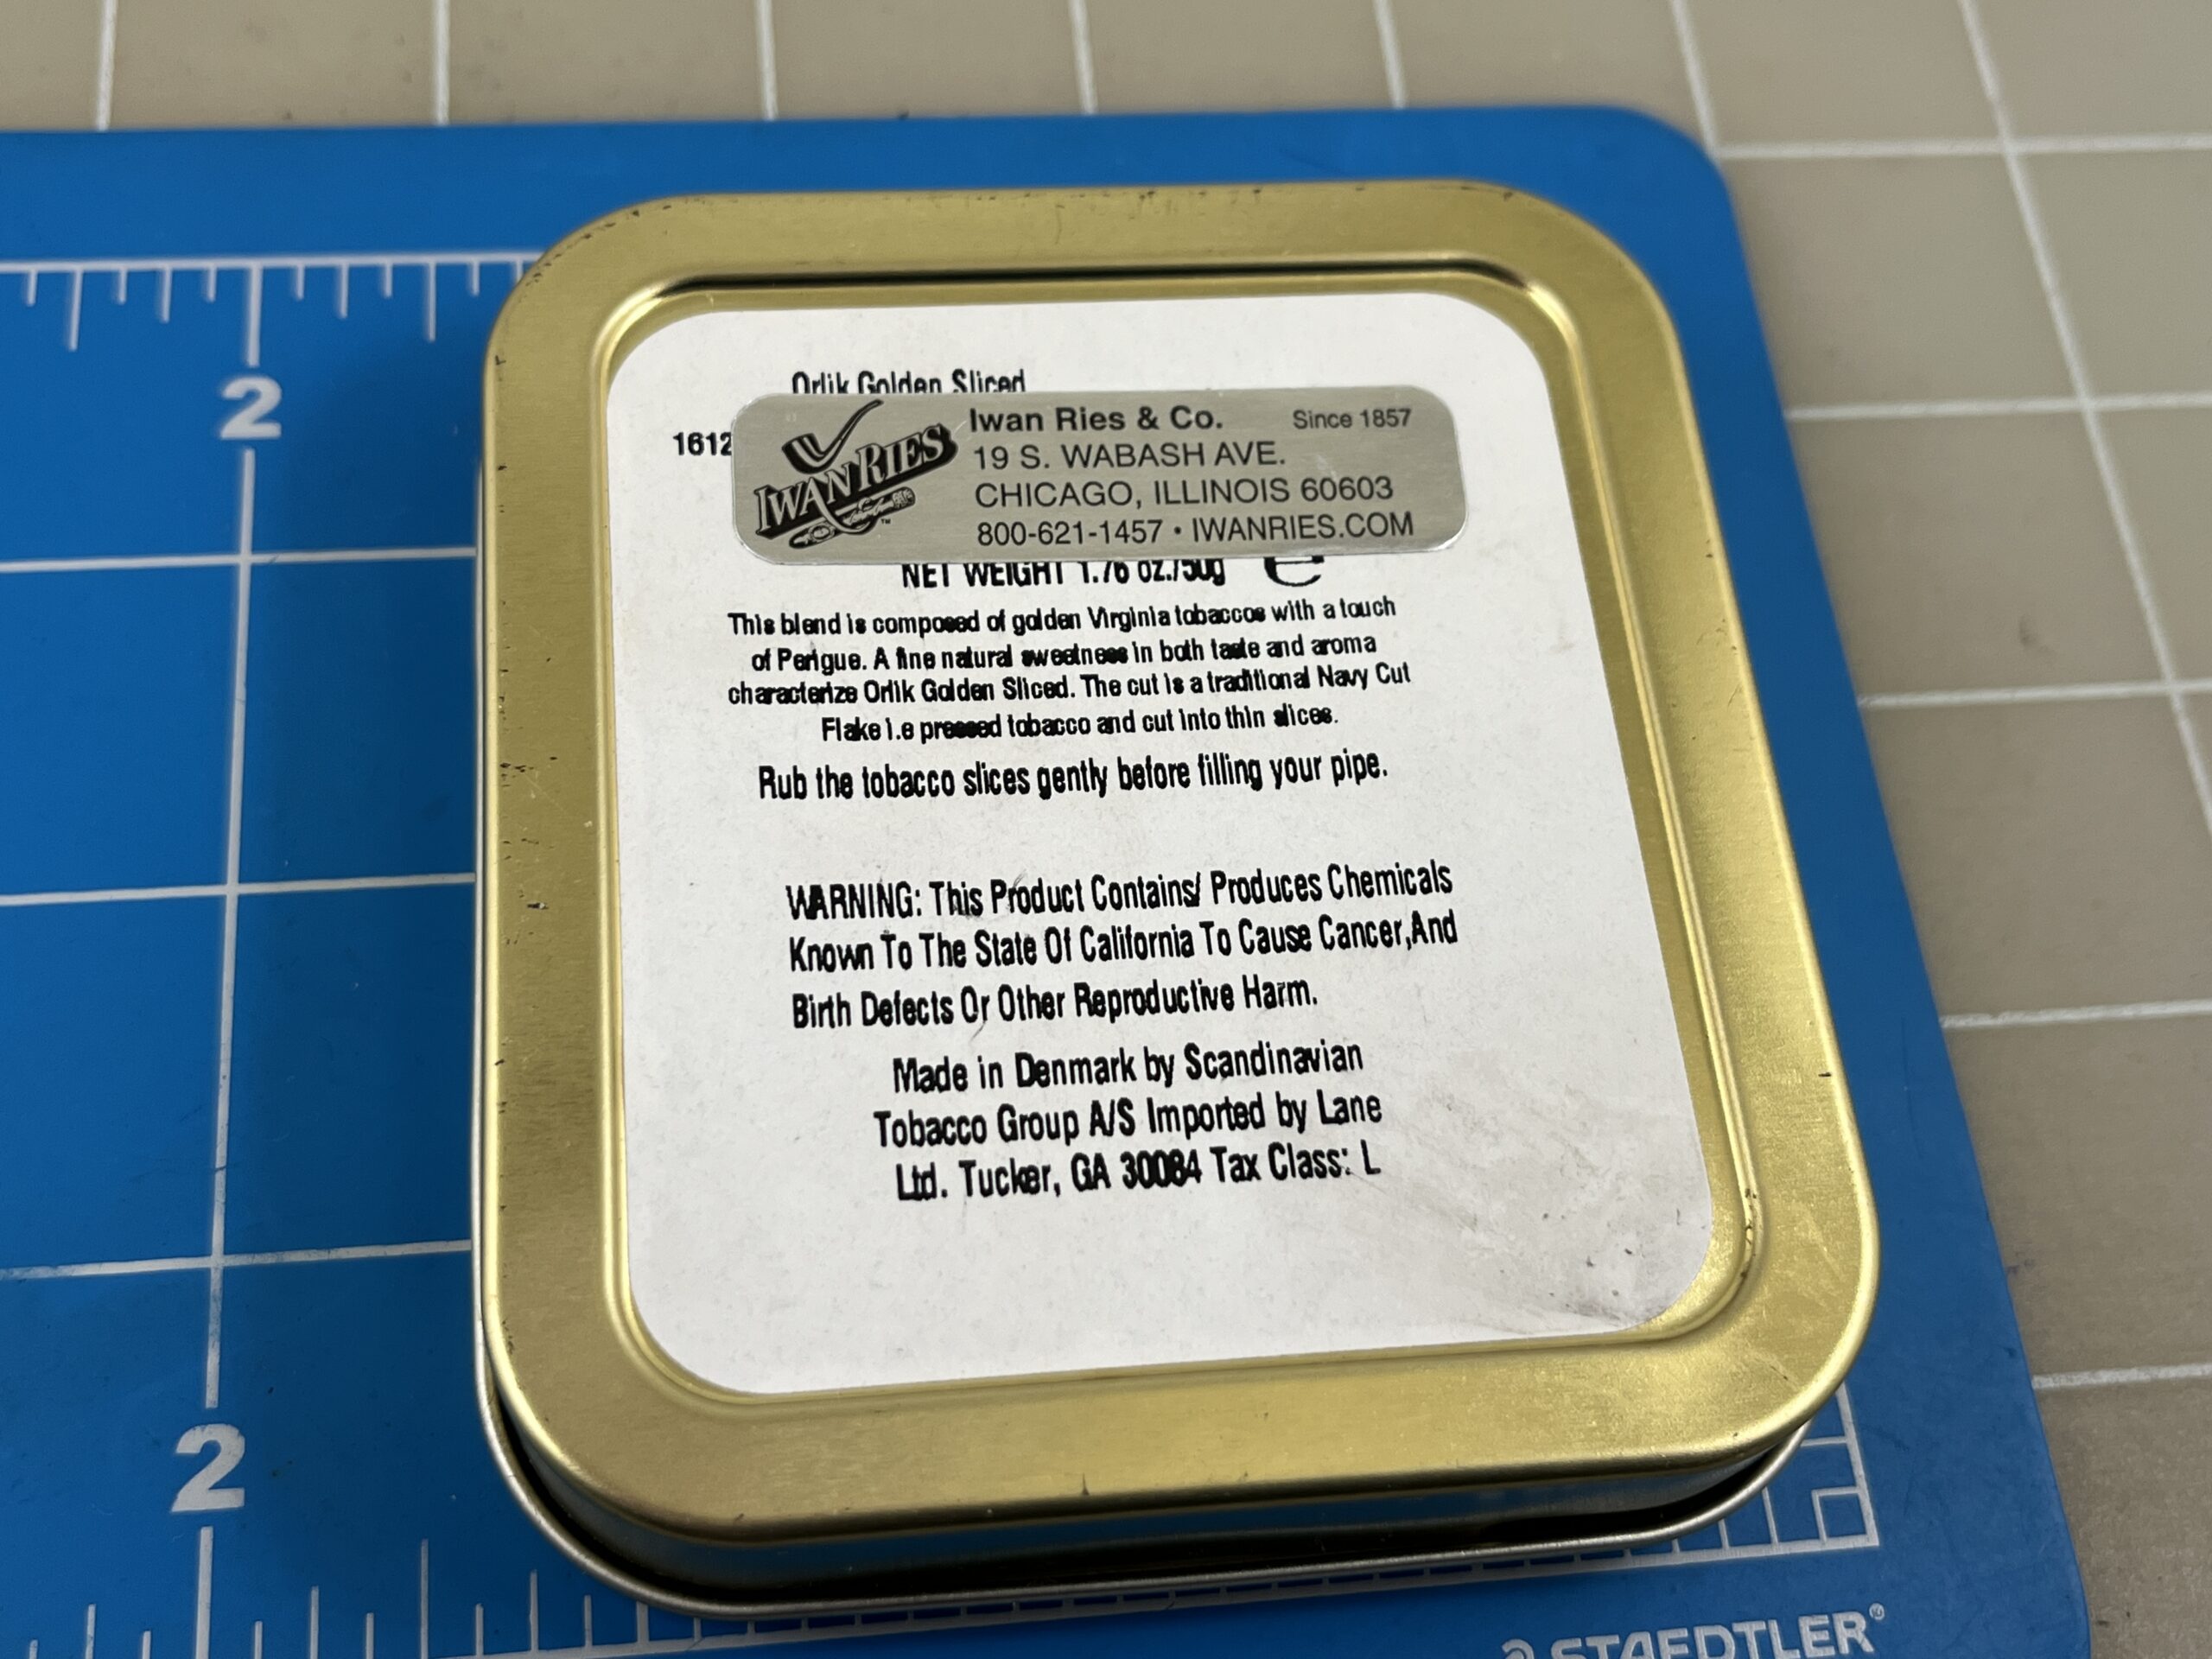 Orlik Golden Sliced
1612
IWAN RIES
™
Iwan Ries & Co. Since 1857
19 S. WABASH AVE.
CHICAGO, ILLINOIS 60603
800-621-1457 • IWANRIES.COM
NET WEIGHT 1.76 oz./50g e
This blend is composed of golden Virginia tobaccos with a touch
of Perigue. A fine natural sweetness in both taste and aroma
characterize Orlik Golden Sliced. The cut is a traditional Navy Cut
Flake i.e pressed tobacco and cut into thin slices.
Rub the tobacco slices gently before filling your pipe.
WARNING: This Product Contains/ Produces Chemicals
Known To The State Of California To Cause Cancer,And
Birth Defects Or Other Reproductive Harm.
Made in Denmark by Scandinavian
Tobacco Group A/S Imported by Lane
Ltd. Tucker, GA 30084 Tax Class: L
2
2
STAEDTLER®